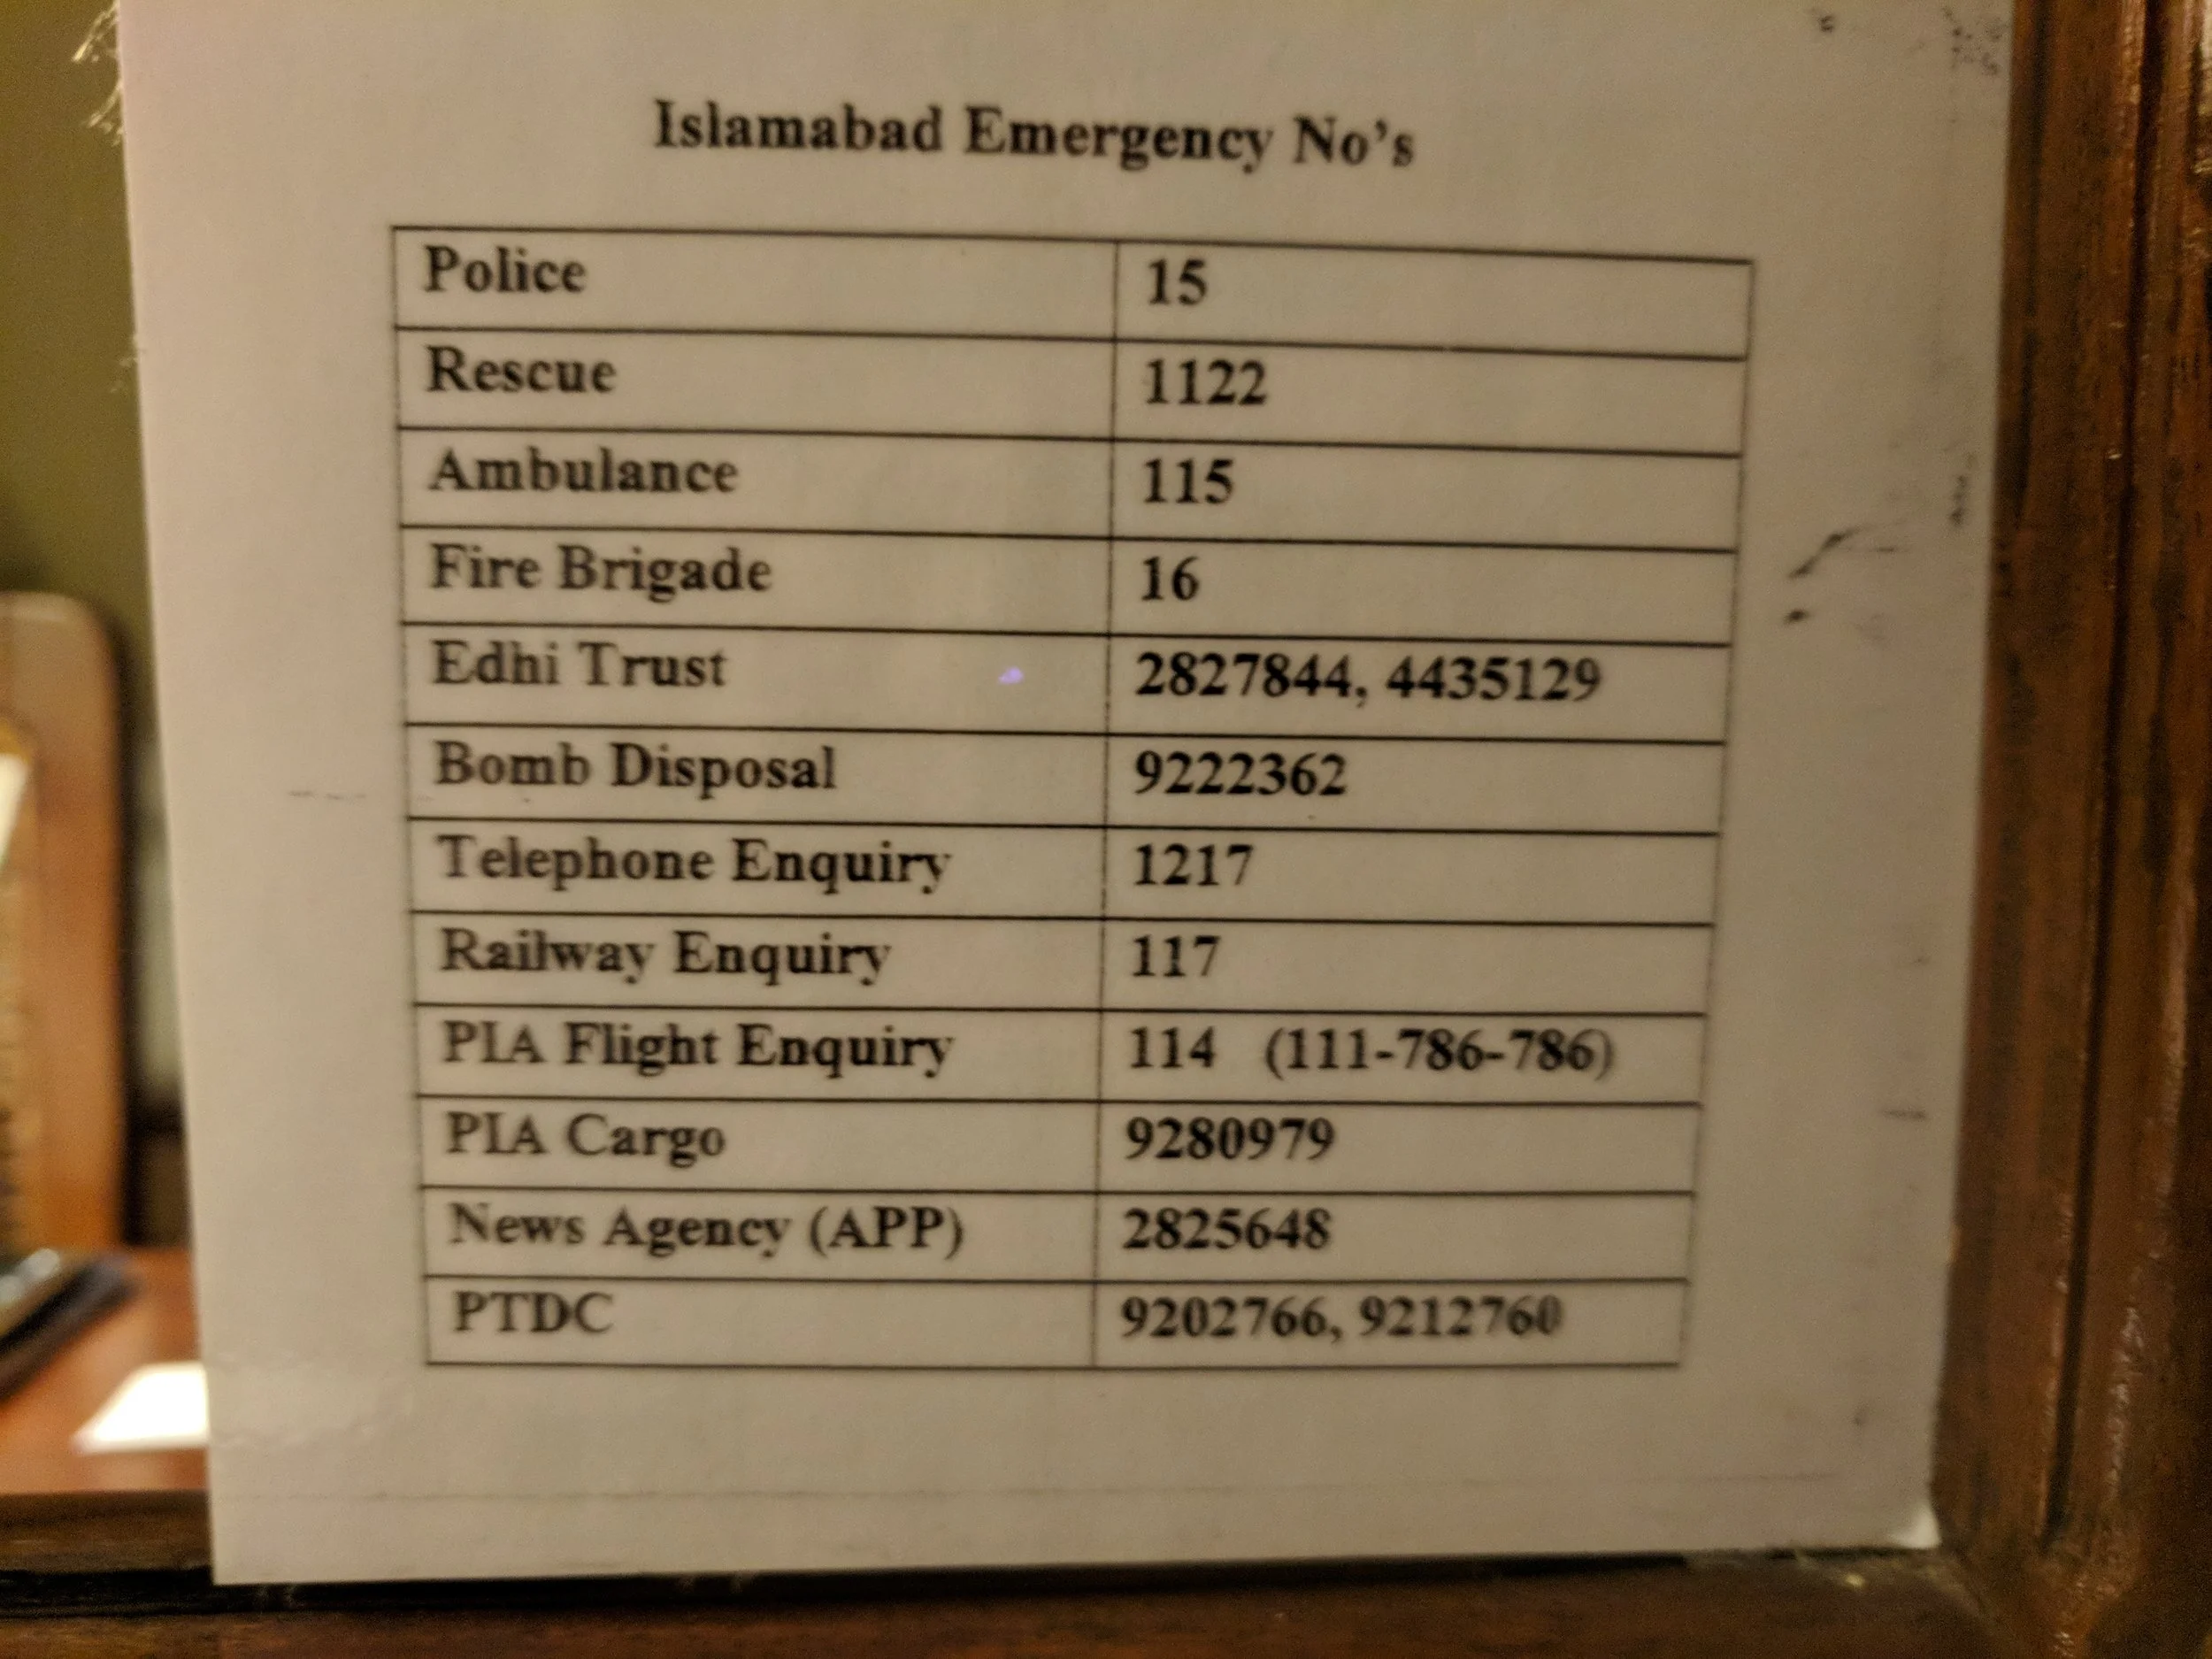 Islamabad Emergency No's
Police 15
Rescue 1122
Ambulance 115
Fire Brigade 16
Edhi Trust 2827844, 4435129
Bomb Disposal 9222362
Telephone Enquiry 1217
Railway Enquiry 117
PIA Flight Enquiry 114 (111-786-786)
PIA Cargo 9280979
News Agency (APP) 2825648
PTDC 9202766, 9212760